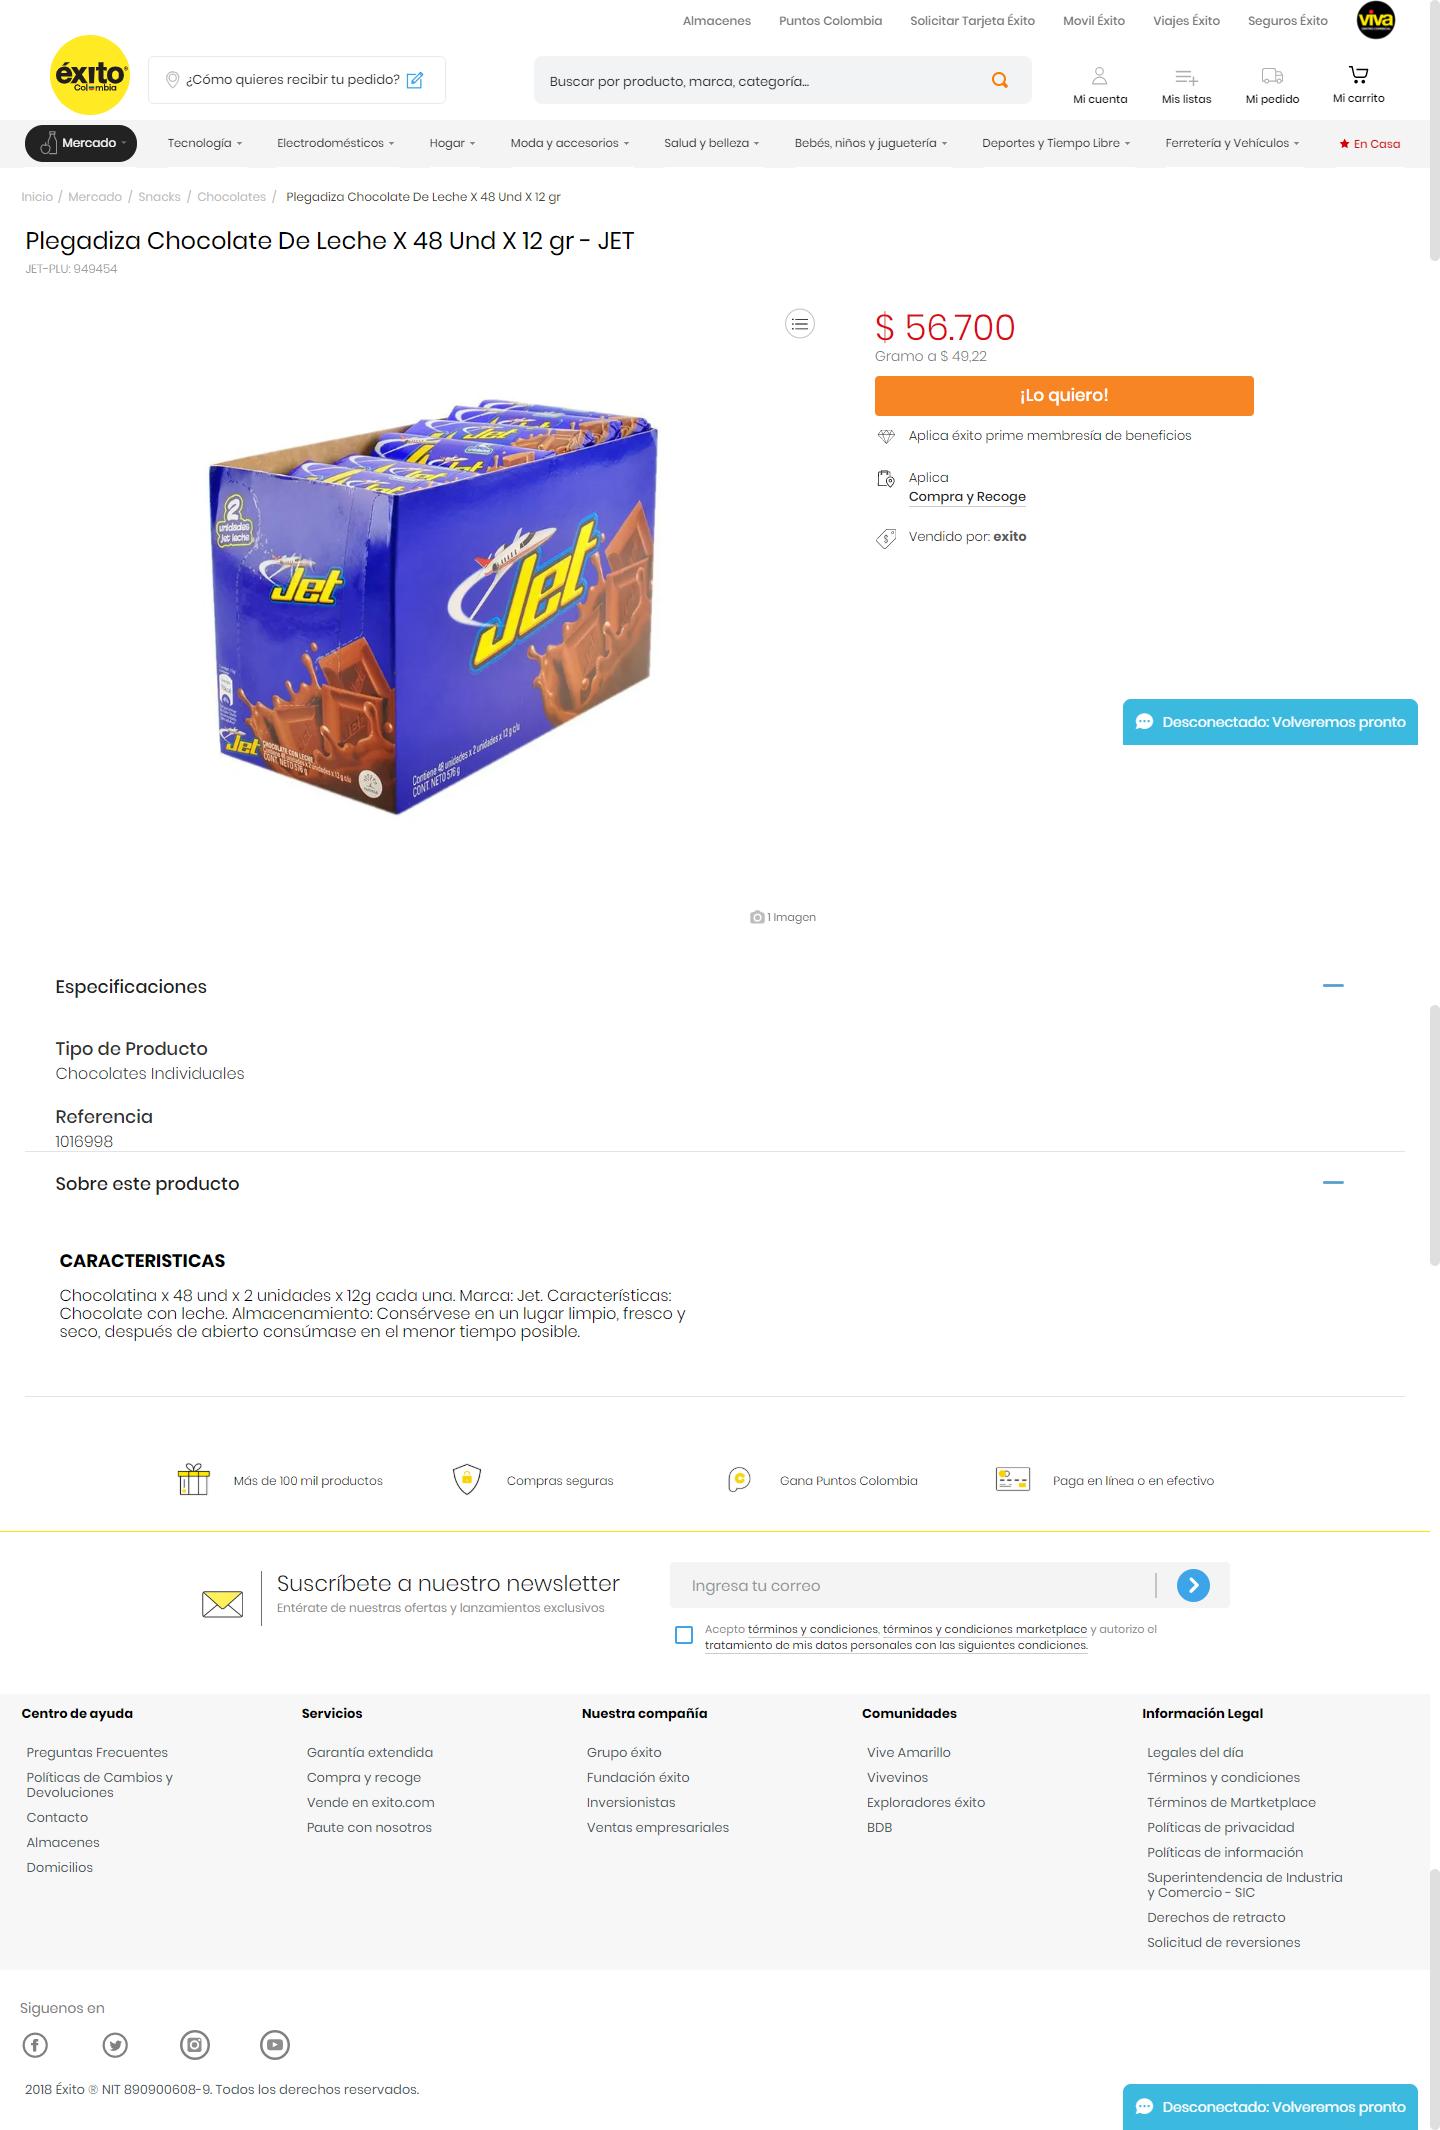 Almacenes Puntos Colombia Solicitar Tarjeta Éxito Movil Éxito Viajes Éxito Seguros Éxito viva
éxito
Colombia
¿Cómo quieres recibir tu pedido?
Buscar por producto, marca, categoría...
Mi cuenta Mis listas Mi pedido Mi carrito
Mercado Tecnología Electrodomésticos Hogar Moda y accesorios Salud y belleza Bebés, niños y juguetería Deportes y Tiempo Libre Ferretería y Vehículos En Casa
Inicio / Mercado / Snacks / Chocolates / Plegadiza Chocolate De Leche X 48 Und X 12 gr
Plegadiza Chocolate De Leche X 48 Und X 12 gr - JET
JET-PLU: 949454
$ 56.700
Gramo a $ 49,22
¡Lo quiero!
Aplica éxito prime membresía de beneficios
Aplica
Compra y Recoge
Vendido por: exito
2
unidades
jet leche
Jet
Jet
Jet
CHOCOLATE CON LECHE
Contiene 48 unidades x 2 unidades x 12 g c/u
CONT. NETO 576 g
Contiene 48 unidades x 2 unidades x 12 g c/u
CONT. NETO 576 g
Desconectado: Volveremos pronto
1 Imagen
Especificaciones
Tipo de Producto
Chocolates Individuales
Referencia
1016998
Sobre este producto
CARACTERISTICAS
Chocolatina x 48 und x 2 unidades x 12g cada una. Marca: Jet. Características:
Chocolate con leche. Almacenamiento: Consérvese en un lugar limpio, fresco y
seco, después de abierto consúmase en el menor tiempo posible.
Más de 100 mil productos Compras seguras Gana Puntos Colombia Paga en línea o en efectivo
Suscríbete a nuestro newsletter
Entérate de nuestras ofertas y lanzamientos exclusivos
Ingresa tu correo
Acepto términos y condiciones, términos y condiciones marketplace y autorizo el
tratamiento de mis datos personales con las siguientes condiciones.
Centro de ayuda
Preguntas Frecuentes
Políticas de Cambios y
Devoluciones
Contacto
Almacenes
Domicilios
Servicios
Garantía extendida
Compra y recoge
Vende en exito.com
Paute con nosotros
Nuestra compañía
Grupo éxito
Fundación éxito
Inversionistas
Ventas empresariales
Comunidades
Vive Amarillo
Vivevinos
Exploradores éxito
BDB
Información Legal
Legales del día
Términos y condiciones
Términos de Martketplace
Políticas de privacidad
Políticas de información
Superintendencia de Industria
y Comercio - SIC
Derechos de retracto
Solicitud de reversiones
Siguenos en
2018 Éxito ® NIT 890900608-9. Todos los derechos reservados.
Desconectado: Volveremos pronto